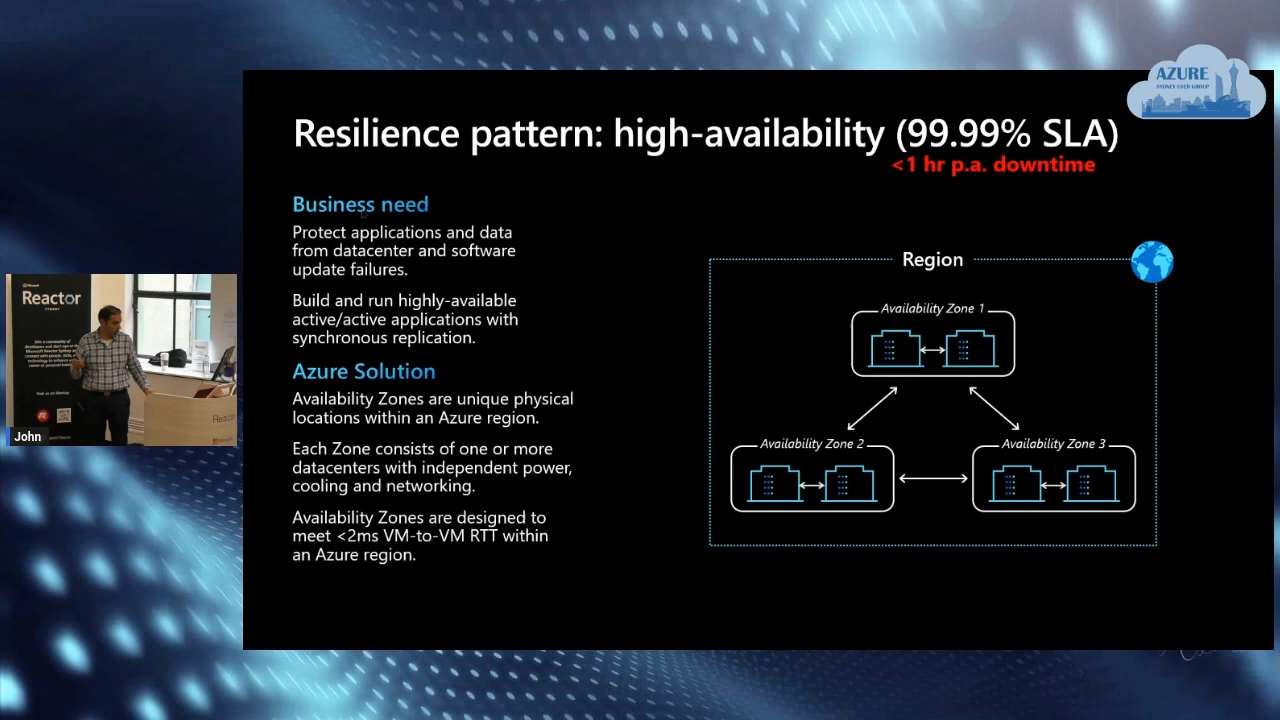 AZURE
SYDNEY USER GROUP
Resilience pattern: high-availability (99.99% SLA)
<1 hr p.a. downtime
Business need
Protect applications and data
from datacenter and software
update failures.
Build and run highly-available
active/active applications with
synchronous replication.
Azure Solution
Availability Zones are unique physical
locations within an Azure region.
Each Zone consists of one or more
datacenters with independent power,
cooling and networking.
Availability Zones are designed to
meet <2ms VM-to-VM RTT within
an Azure region.
Region
Availability Zone 1
Availability Zone 2
Availability Zone 3
Microsoft
Reactor
SYDNEY
John